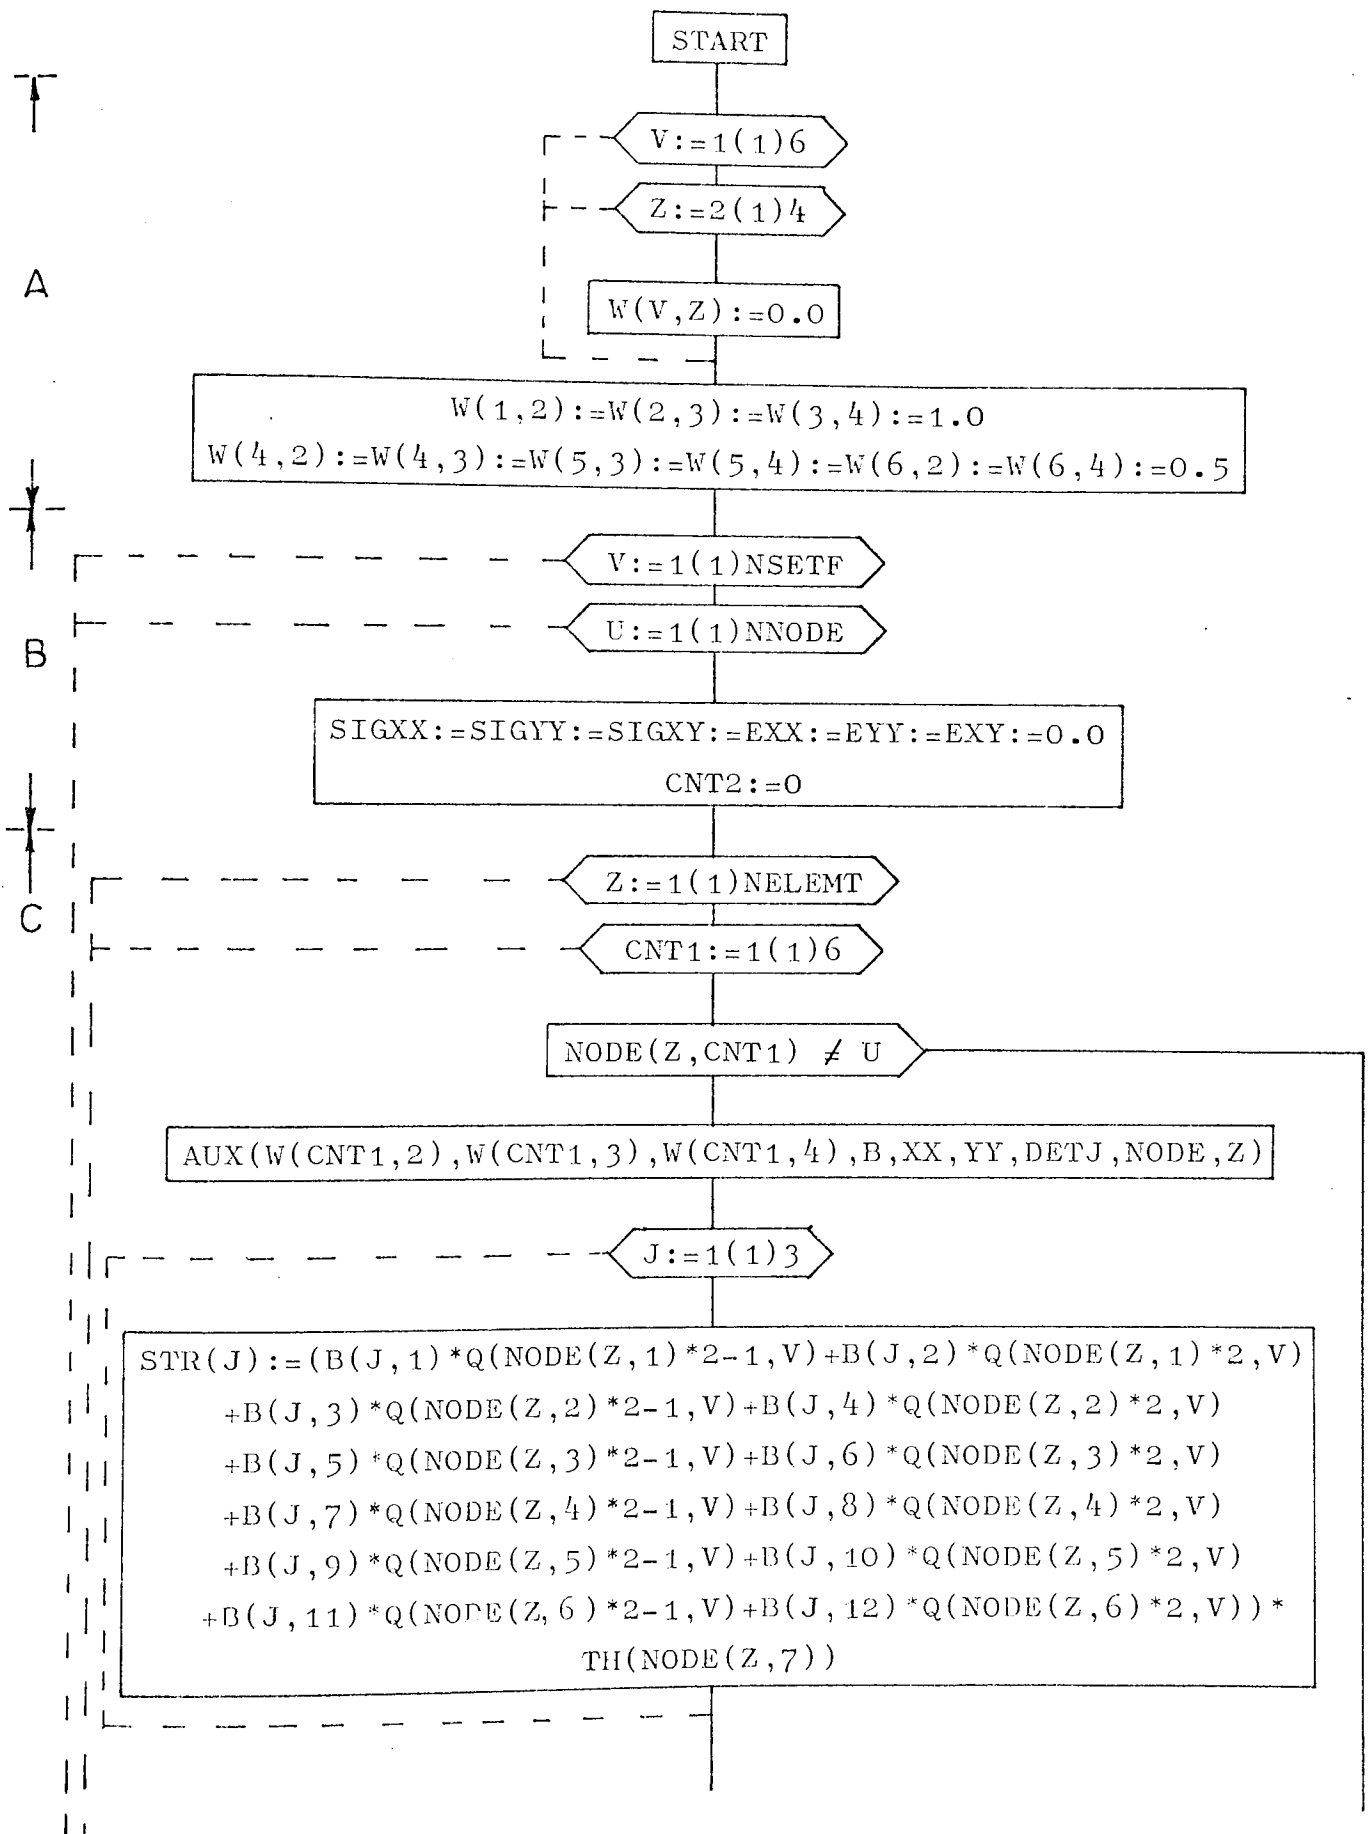 START
V:=1(1)6
Z:=2(1)4
A
W(V,Z):=0.0
W(1,2):=W(2,3):=W(3,4):=1.0
W(4,2):=W(4,3):=W(5,3):=W(5,4):=W(6,2):=W(6,4):=0.5
V:=1(1)NSETF
U:=1(1)NNODE
B
SIGXX:=SIGYY:=SIGXY:=EXX:=EYY:=EXY:=0.0
CNT2:=0
Z:=1(1)NELEMT
C
CNT1:=1(1)6
NODE(Z,CNT1) ≠ U
AUX(W(CNT1,2),W(CNT1,3),W(CNT1,4),B,XX,YY,DETJ,NODE,Z)
J:=1(1)3
STR(J):=(B(J,1)*Q(NODE(Z,1)*2-1,V)+B(J,2)*Q(NODE(Z,1)*2,V)
+B(J,3)*Q(NODE(Z,2)*2-1,V)+B(J,4)*Q(NODE(Z,2)*2,V)
+B(J,5)*Q(NODE(Z,3)*2-1,V)+B(J,6)*Q(NODE(Z,3)*2,V)
+B(J,7)*Q(NODE(Z,4)*2-1,V)+B(J,8)*Q(NODE(Z,4)*2,V)
+B(J,9)*Q(NODE(Z,5)*2-1,V)+B(J,10)*Q(NODE(Z,5)*2,V)
+B(J,11)*Q(NODE(Z,6)*2-1,V)+B(J,12)*Q(NODE(Z,6)*2,V))*
TH(NODE(Z,7))